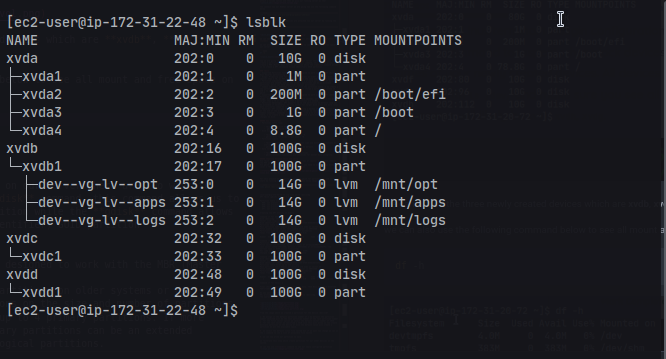 [ec2-user@ip-172-31-22-48 ~]$ lsblk
NAME                 MAJ:MIN RM  SIZE RO TYPE MOUNTPOINTS
xvda                 202:0    0   10G  0 disk
├─xvda1              202:1    0    1M  0 part
├─xvda2              202:2    0  200M  0 part /boot/efi
├─xvda3              202:3    0    1G  0 part /boot
└─xvda4              202:4    0  8.8G  0 part /
xvdb                 202:16   0  100G  0 disk
└─xvdb1              202:17   0  100G  0 part
  ├─dev--vg-lv--opt  253:0    0   14G  0 lvm  /mnt/opt
  ├─dev--vg-lv--apps 253:1    0   14G  0 lvm  /mnt/apps
  └─dev--vg-lv--logs 253:2    0   14G  0 lvm  /mnt/logs
xvdc                 202:32   0  100G  0 disk
└─xvdc1              202:33   0  100G  0 part
xvdd                 202:48   0  100G  0 disk
└─xvdd1              202:49   0  100G  0 part
[ec2-user@ip-172-31-22-48 ~]$